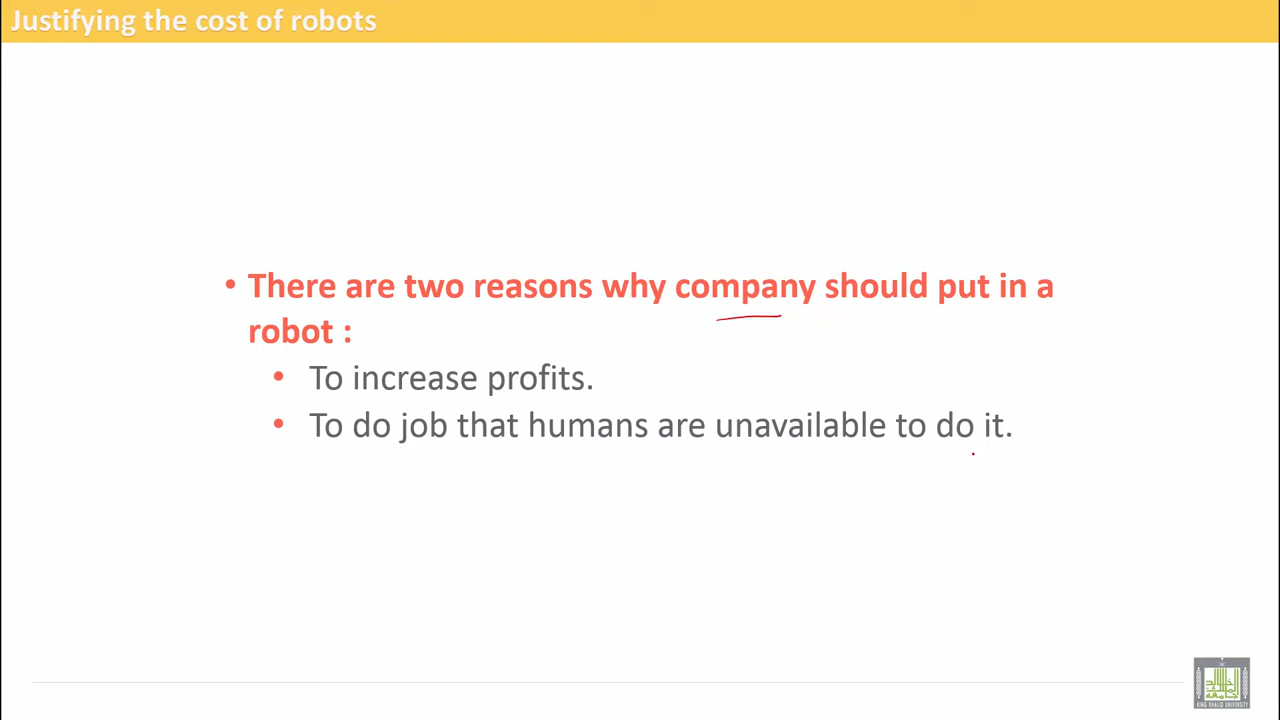 Justifying the cost of robots
• There are two reasons why company should put in a
robot :
• To increase profits.
• To do job that humans are unavailable to do it.
KING KHALID UNIVERSITY